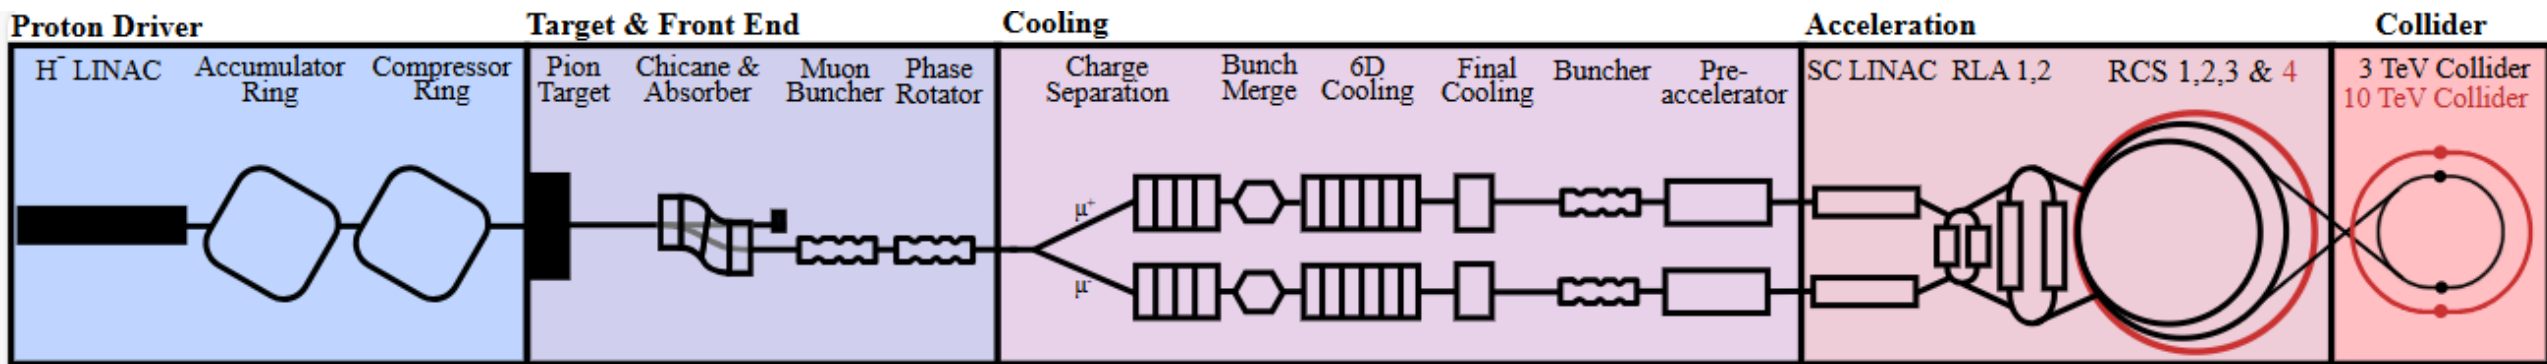 Proton Driver
Target & Front End
Cooling
Acceleration
Collider
H⁻ LINAC
Accumulator
Ring
Compressor
Ring
Pion
Target
Chicane &
Absorber
Muon
Buncher
Phase
Rotator
Charge
Separation
Bunch
Merge
6D
Cooling
Final
Cooling
Buncher
Pre-
accelerator
SC LINAC
RLA 1,2
RCS 1,2,3 & 4
3 TeV Collider
10 TeV Collider
μ⁺
μ⁻